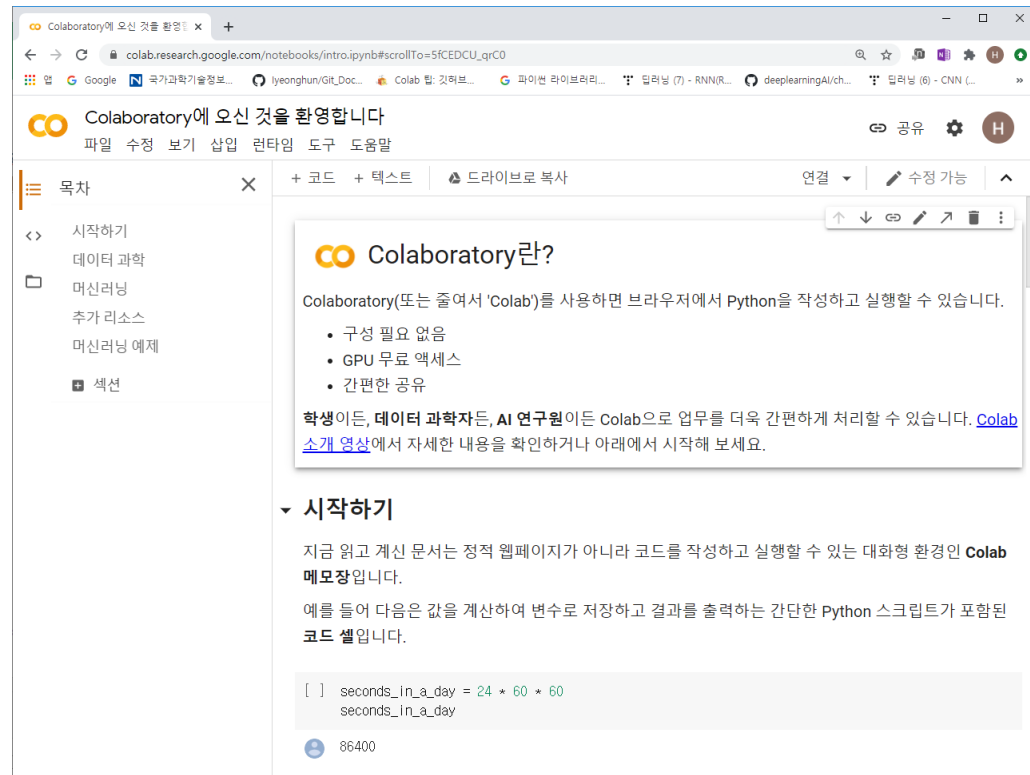 Colaboratory에 오신 것을 환영
colab.research.google.com/notebooks/intro.ipynb#scrollTo=5fCEDCU_qrC0
H
앱 Google 국가과학기술정보... lyeonghun/Git_Doc... Colab 팁: 깃허브... 파이썬 라이브러리... 딥러닝 (7) - RNN(R... deeplearningAI/ch... 딥러닝 (6) - CNN (... »
Colaboratory에 오신 것을 환영합니다
파일 수정 보기 삽입 런타임 도구 도움말
공유 H
목차
+ 코드 + 텍스트 드라이브로 복사 연결 수정 가능
시작하기
데이터 과학
머신러닝
추가 리소스
머신러닝 예제
섹션
Colaboratory란?
Colaboratory(또는 줄여서 'Colab')를 사용하면 브라우저에서 Python을 작성하고 실행할 수 있습니다.
• 구성 필요 없음
• GPU 무료 액세스
• 간편한 공유
학생이든, 데이터 과학자든, AI 연구원이든 Colab으로 업무를 더욱 간편하게 처리할 수 있습니다. Colab
소개 영상에서 자세한 내용을 확인하거나 아래에서 시작해 보세요.
시작하기
지금 읽고 계신 문서는 정적 웹페이지가 아니라 코드를 작성하고 실행할 수 있는 대화형 환경인 Colab
메모장입니다.
예를 들어 다음은 값을 계산하여 변수로 저장하고 결과를 출력하는 간단한 Python 스크립트가 포함된
코드 셀입니다.
[ ] seconds_in_a_day = 24 * 60 * 60
seconds_in_a_day
86400